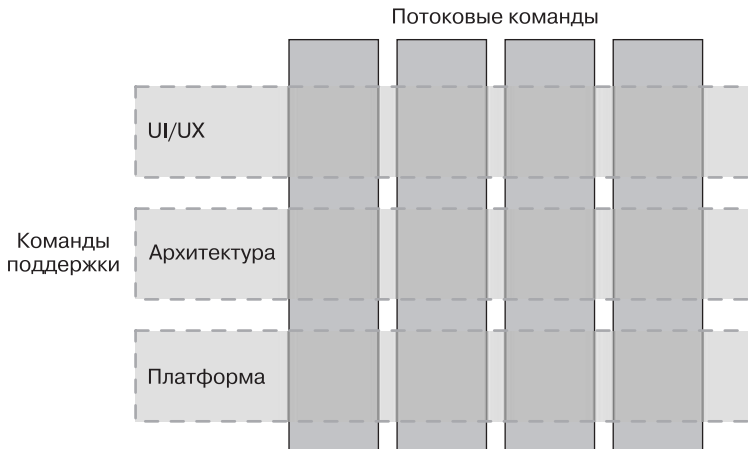 Потоковые команды
UI/UX
Команды
поддержки
Архитектура
Платформа